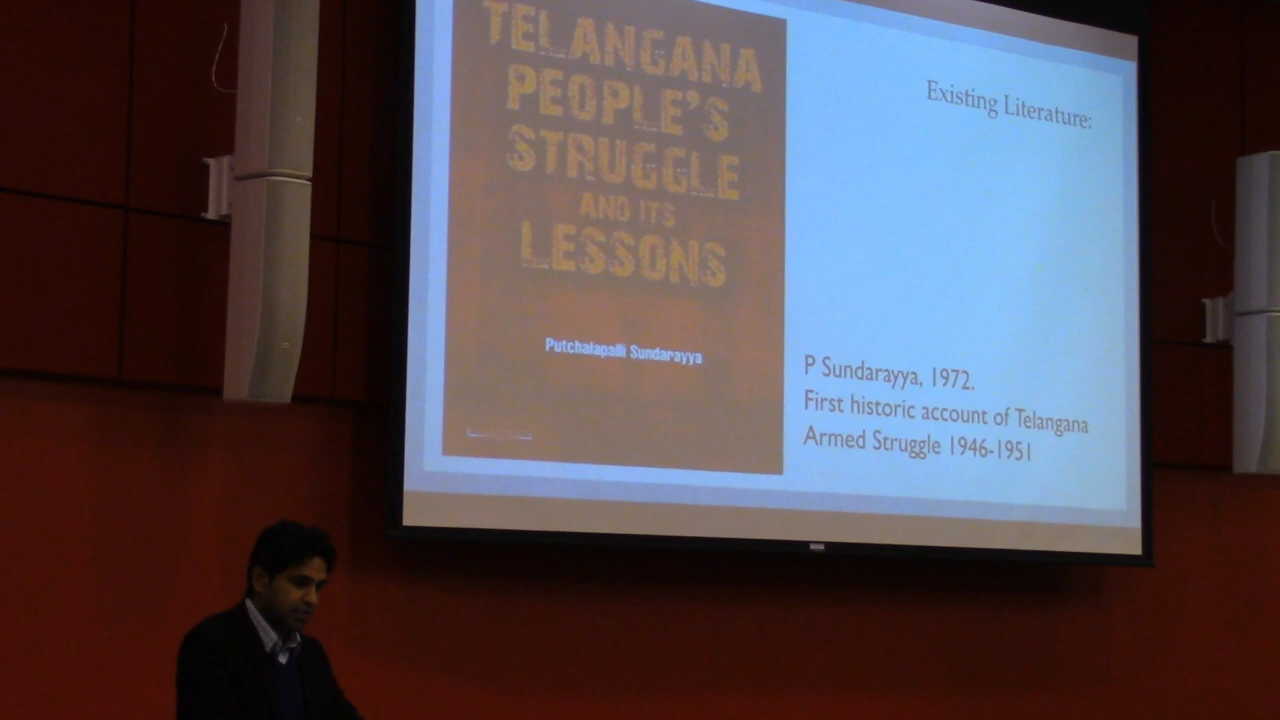 TELANGANA
PEOPLE'S
STRUGGLE
AND ITS
LESSONS
Putchalapalli Sundarayya
Existing Literature:
P Sundarayya, 1972.
First historic account of Telangana
Armed Struggle 1946-1951